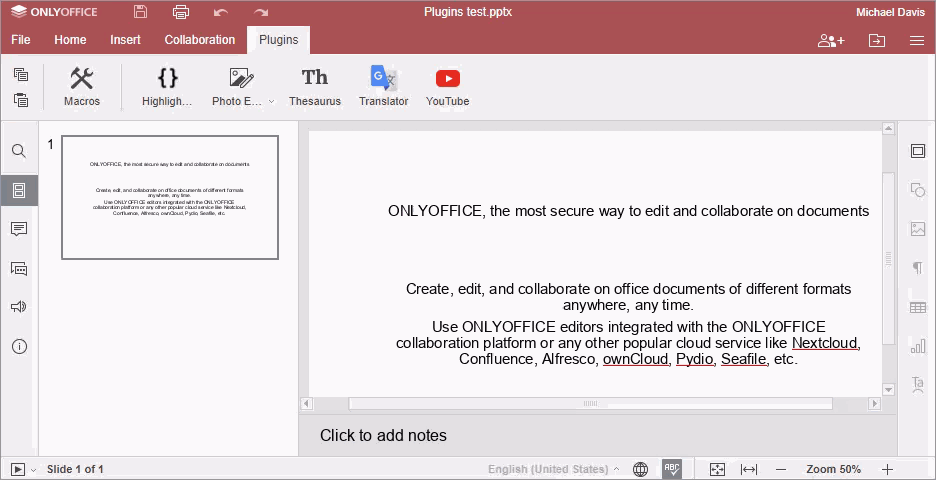 ONLYOFFICE
Plugins test.pptx
Michael Davis
File Home Insert Collaboration Plugins
Macros Highligh... Photo E... Thesaurus Translator YouTube
Th
G
1
ONLYOFFICE, the most secure way to edit and collaborate on documents
Create, edit, and collaborate on office documents of different formats
anywhere, any time.
Use ONLYOFFICE editors integrated with the ONLYOFFICE
collaboration platform or any other popular cloud service like Nextcloud,
Confluence, Alfresco, ownCloud, Pydio, Seafile, etc.
ONLYOFFICE, the most secure way to edit and collaborate on documents
Create, edit, and collaborate on office documents of different formats
anywhere, any time.
Use ONLYOFFICE editors integrated with the ONLYOFFICE
collaboration platform or any other popular cloud service like Nextcloud,
Confluence, Alfresco, ownCloud, Pydio, Seafile, etc.
Ta
Click to add notes
Slide 1 of 1
English (United States)
ABC
Zoom 50%